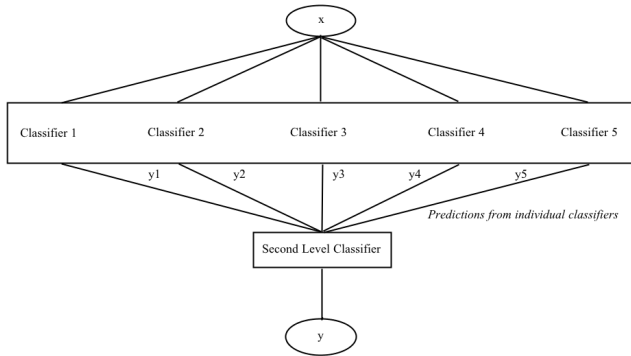 x
Classifier 1
Classifier 2
Classifier 3
Classifier 4
Classifier 5
y1
y2
y3
y4
y5
Predictions from individual classifiers
Second Level Classifier
y